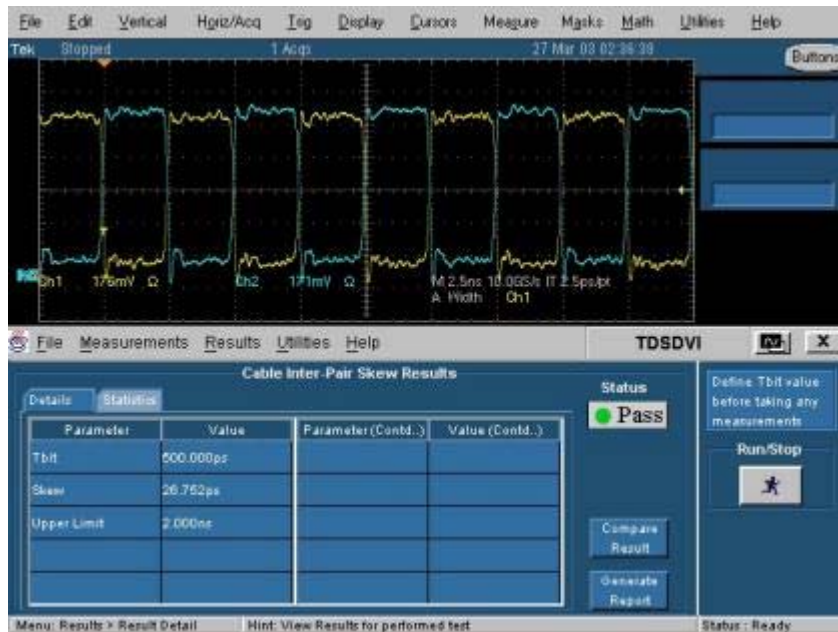 File Edit Vertical Horiz/Acq Trig Display Cursors Measure Masks Math Utilities Help
Tek Stopped 1 Acqs 27 Mar 03 02:36:39
Buttons
Ch1 175mV Ω Ch2 171mV Ω M 2.5ns 10.0GS/s IT 2.5ps/pt
A Width Ch1
File Measurements Results Utilities Help TDSDVI X
Cable Inter-Pair Skew Results
Details Statistics
Status
Pass
Define Tbit value
before taking any
measurements
Parameter Value Parameter(Contd..) Value (Contd..)
Tbit 500.000ps
Skew 26.752ps
Upper Limit 2.000ns
Run/Stop
Compare
Result
Generate
Report
Menu: Results > Result Detail Hint: View Results for performed test Status : Ready